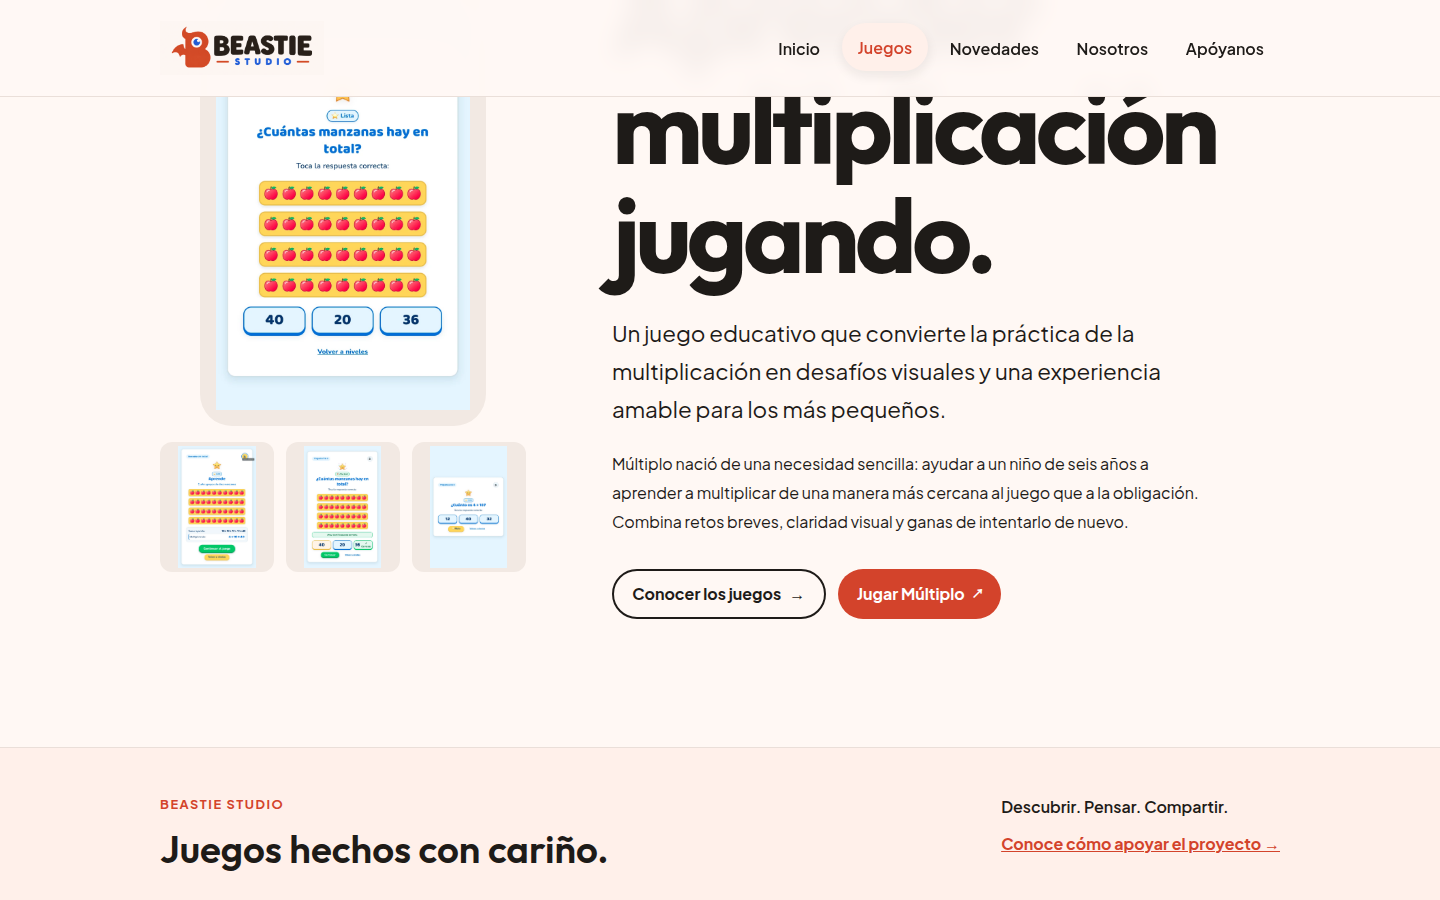 BEASTIE
STUDIO
Inicio
Juegos
Novedades
Nosotros
Apóyanos
Lista
¿Cuántas manzanas hay en
total?
Toca la respuesta correcta:
40
20
36
Volver a niveles
multiplicación
jugando.
Un juego educativo que convierte la práctica de la
multiplicación en desafíos visuales y una experiencia
amable para los más pequeños.
Múltiplo nació de una necesidad sencilla: ayudar a un niño de seis años a
aprender a multiplicar de una manera más cercana al juego que a la obligación.
Combina retos breves, claridad visual y ganas de intentarlo de nuevo.
Conocer los juegos →
Jugar Múltiplo ↗
BEASTIE STUDIO
Juegos hechos con cariño.
Descubrir. Pensar. Compartir.
Conoce cómo apoyar el proyecto →